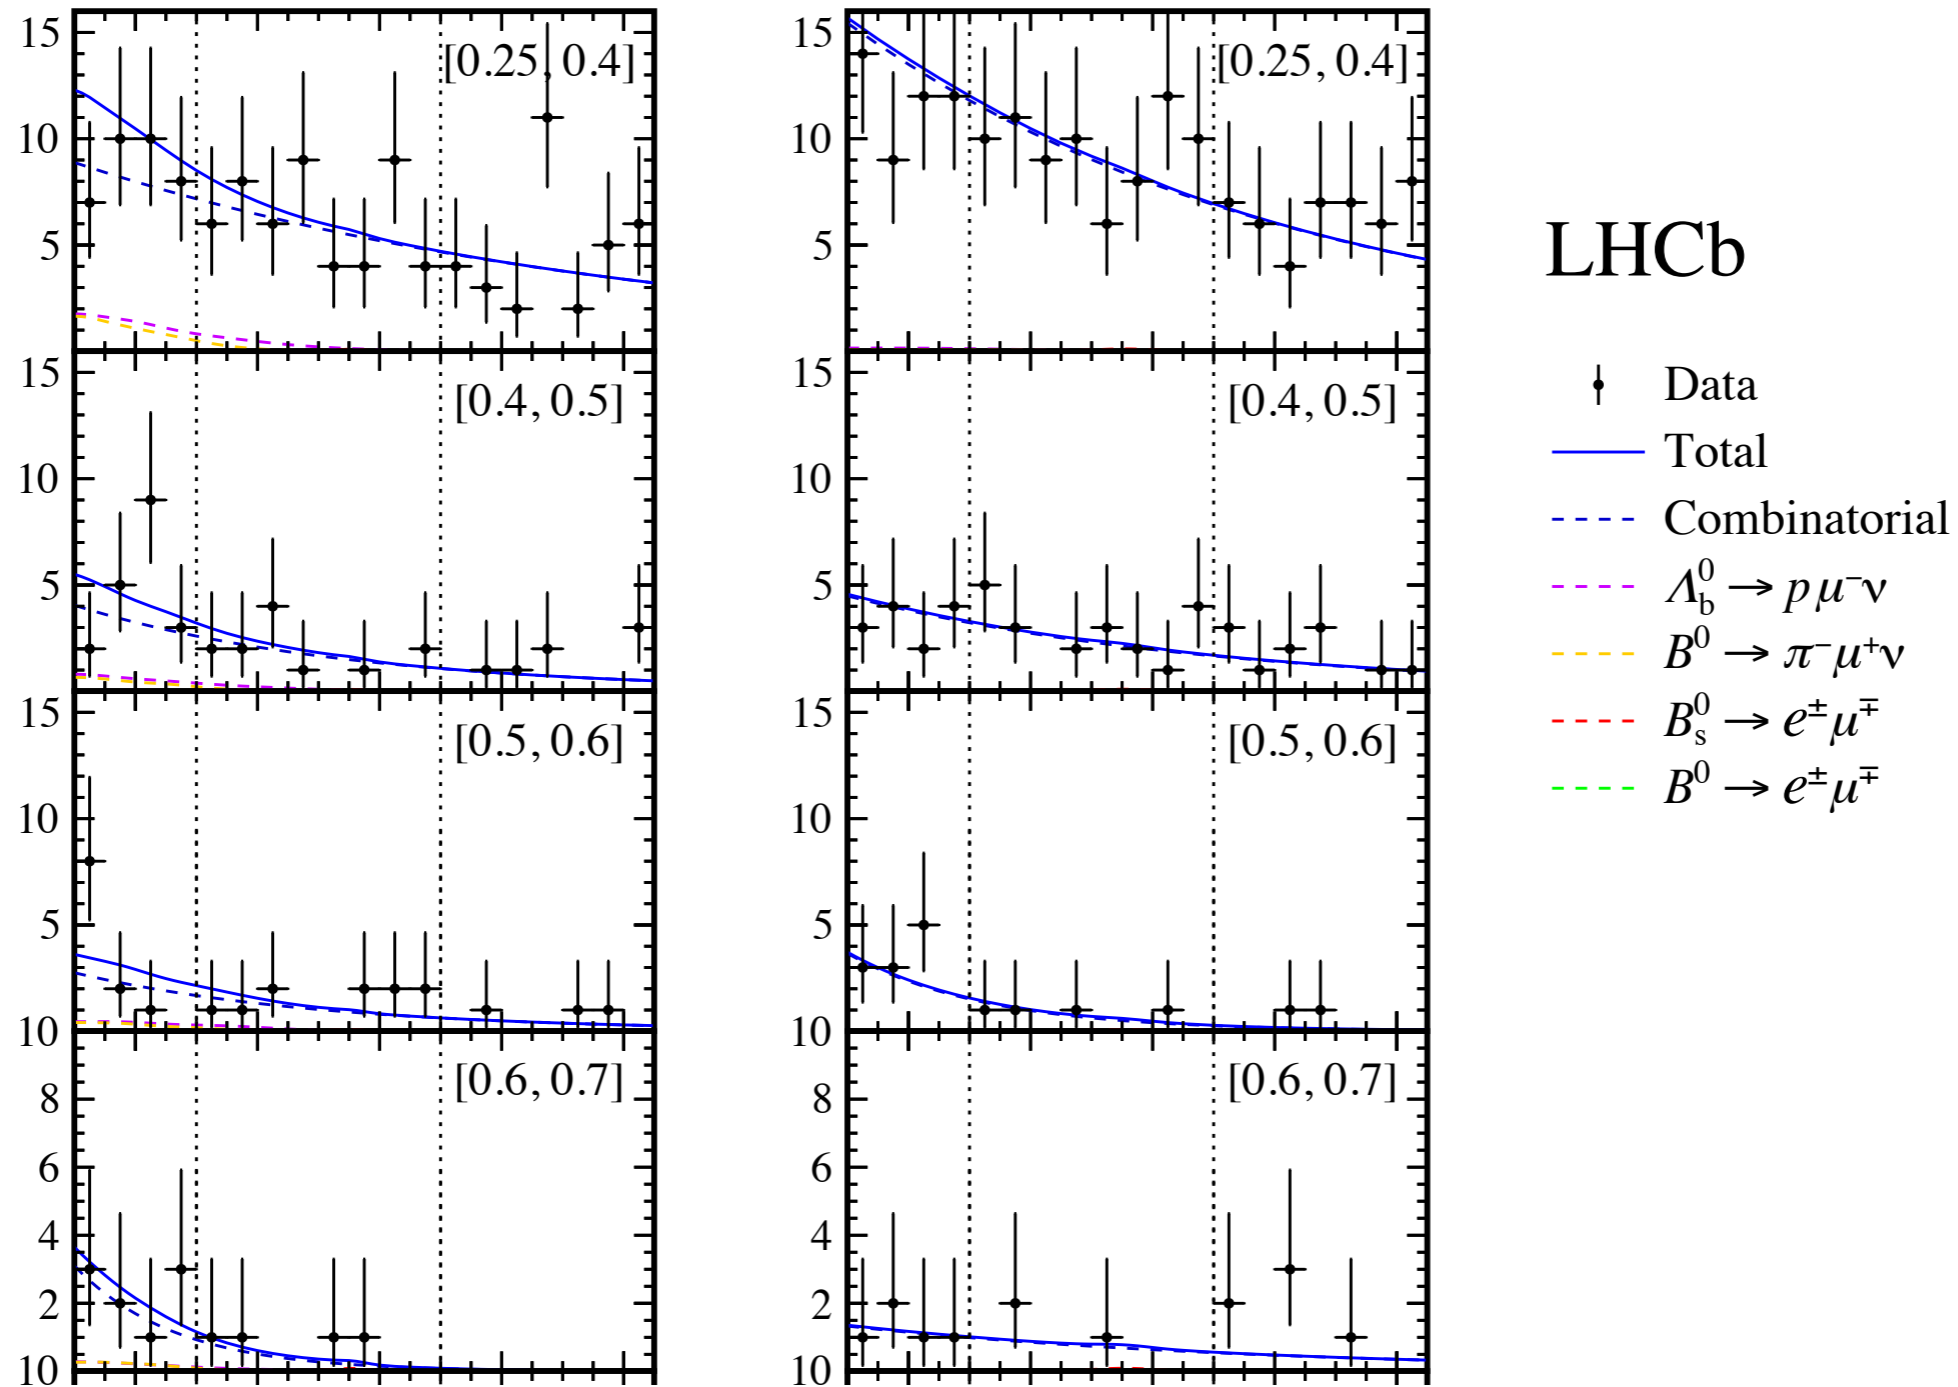 15 [0.25, 0.4] 15 [0.25, 0.4]
10 10
5 5
15 [0.4, 0.5] 15 [0.4, 0.5]
10 10
5 5
15 [0.5, 0.6] 15 [0.5, 0.6]
10 10
5 5
10 [0.6, 0.7] 10 [0.6, 0.7]
8 8
6 6
4 4
2 2
10 10
LHCb
Data
Total
Combinatorial
Λ⁰_b → p μ⁻ν
B⁰ → π⁻μ⁺ν
B⁰_s → e^±μ^∓
B⁰ → e^±μ^∓